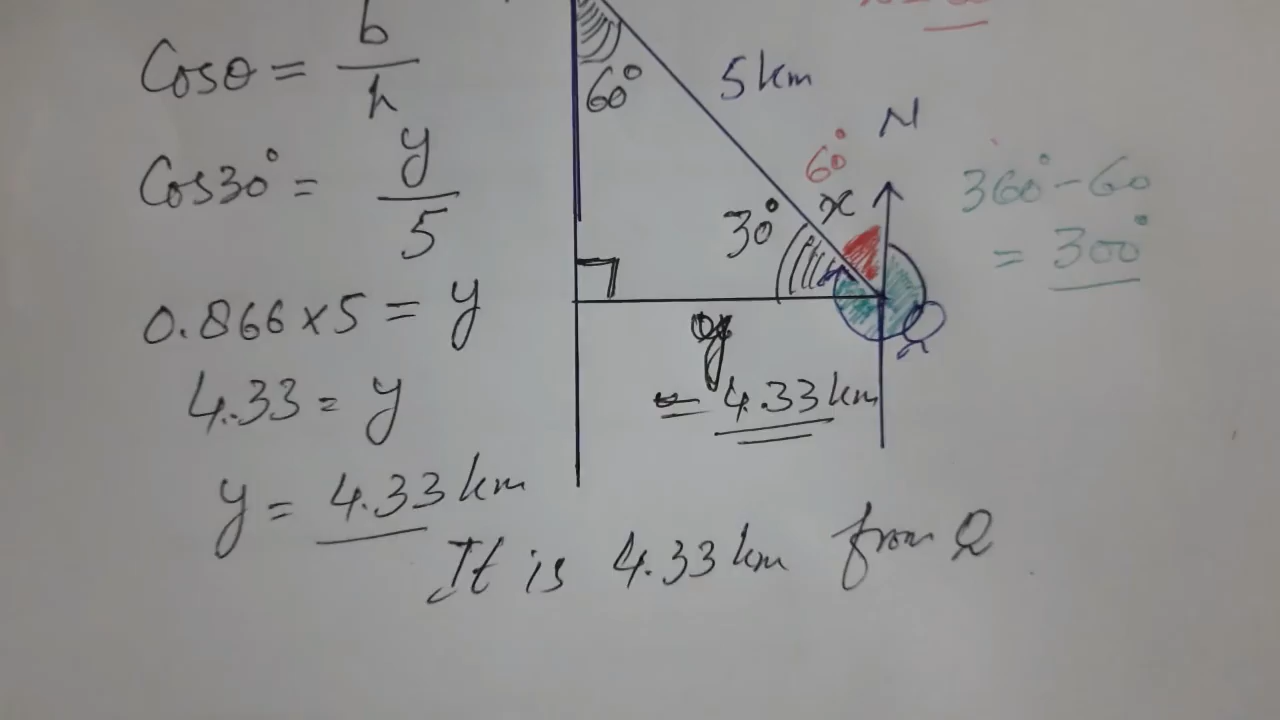 Cosθ = b/h
Cos30° = y/5
0.866 × 5 = y
4.33 = y
y = 4.33 km
60°
5 km
N
60°
x
30°
360° - 60
= 300°
y
= 4.33 km
Q
It is 4.33 km from Q